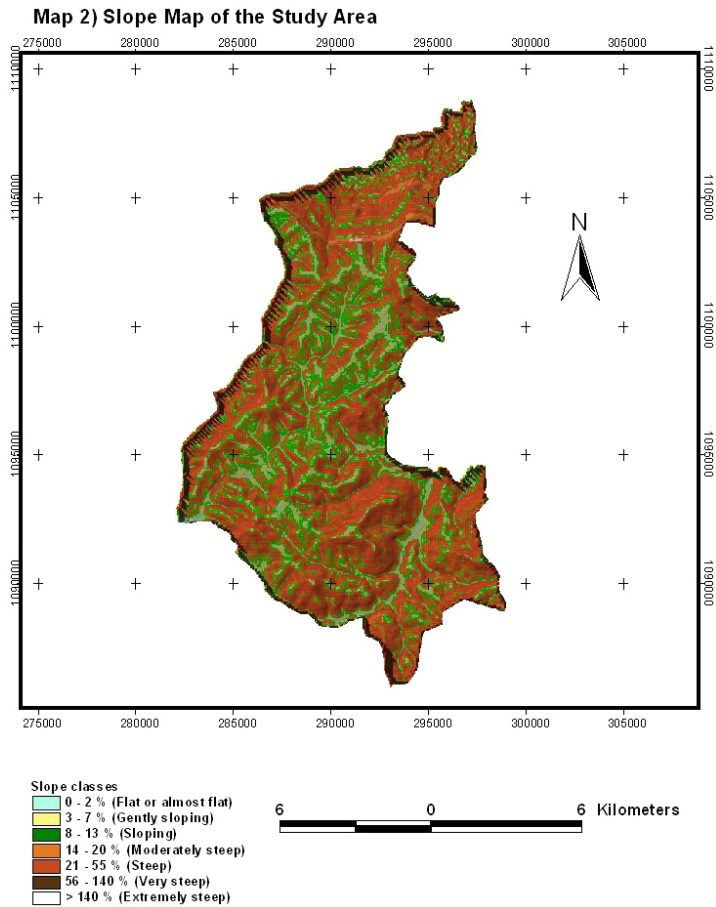 Map 2) Slope Map of the Study Area
275000 280000 285000 290000 295000 300000 305000
1110000 1110000
1105000 1105000
1100000 1100000
1095000 1095000
1090000 1090000
N
275000 280000 285000 290000 295000 300000 305000
Slope classes
0 - 2 % (Flat or almost flat)
3 - 7 % (Gently sloping)
8 - 13 % (Sloping)
14 - 20 % (Moderately steep)
21 - 55 % (Steep)
56 - 140 % (Very steep)
> 140 % (Extremely steep)
6 0 6 Kilometers